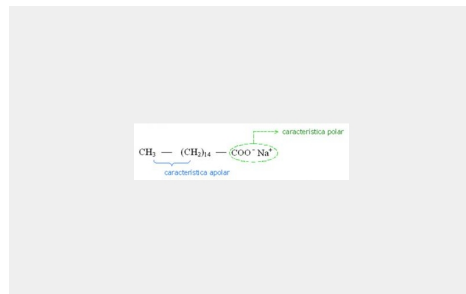 característica polar
CH₃ — (CH₂)₁₄ — COO⁻ Na⁺
característica apolar